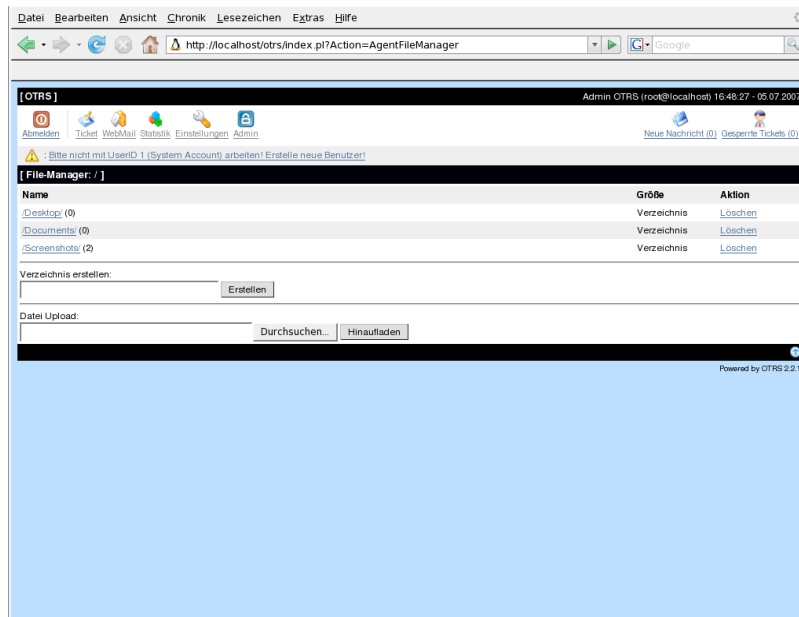 Datei Bearbeiten Ansicht Chronik Lesezeichen Extras Hilfe
http://localhost/otrs/index.pl?Action=AgentFileManager
G Google
[ OTRS ] Admin OTRS (root@localhost) 16:48:27 - 05.07.2007
Abmelden Ticket WebMail Statistik Einstellungen Admin Neue Nachricht (0) Gesperrte Tickets (0)
: Bitte nicht mit UserID 1 (System Account) arbeiten! Erstelle neue Benutzer!
[ File-Manager: / ]
Name Größe Aktion
/Desktop/ (0) Verzeichnis Löschen
/Documents/ (0) Verzeichnis Löschen
/Screenshots/ (2) Verzeichnis Löschen
Verzeichnis erstellen:
Erstellen
Datei Upload:
Durchsuchen... Hinaufladen
Powered by OTRS 2.2.1